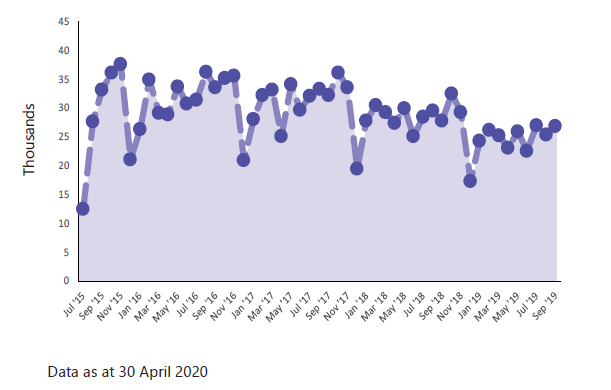 45
40
35
30
25
20
15
10
5
0
Thousands
Jul '15
Sep '15
Nov '15
Jan '16
Mar '16
May '16
Jul '16
Sep '16
Nov '16
Jan '17
Mar '17
May '17
Jul '17
Sep '17
Nov '17
Jan '18
Mar '18
May '18
Jul '18
Sep '18
Nov '18
Jan '19
Mar '19
May '19
Jul '19
Sep '19
Data as at 30 April 2020